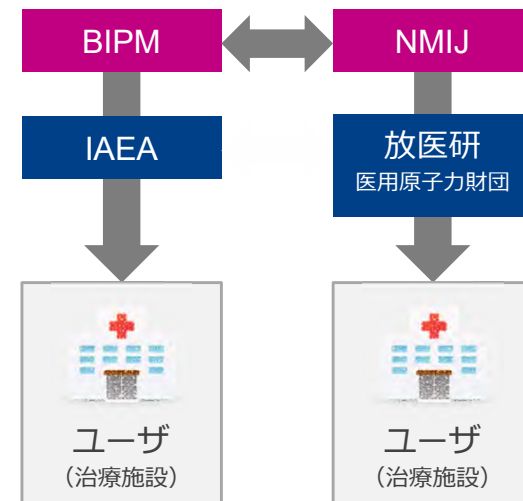 BIPM
NMIJ
IAEA
放医研
医用原子力財団
ユーザ
(治療施設)
ユーザ
(治療施設)